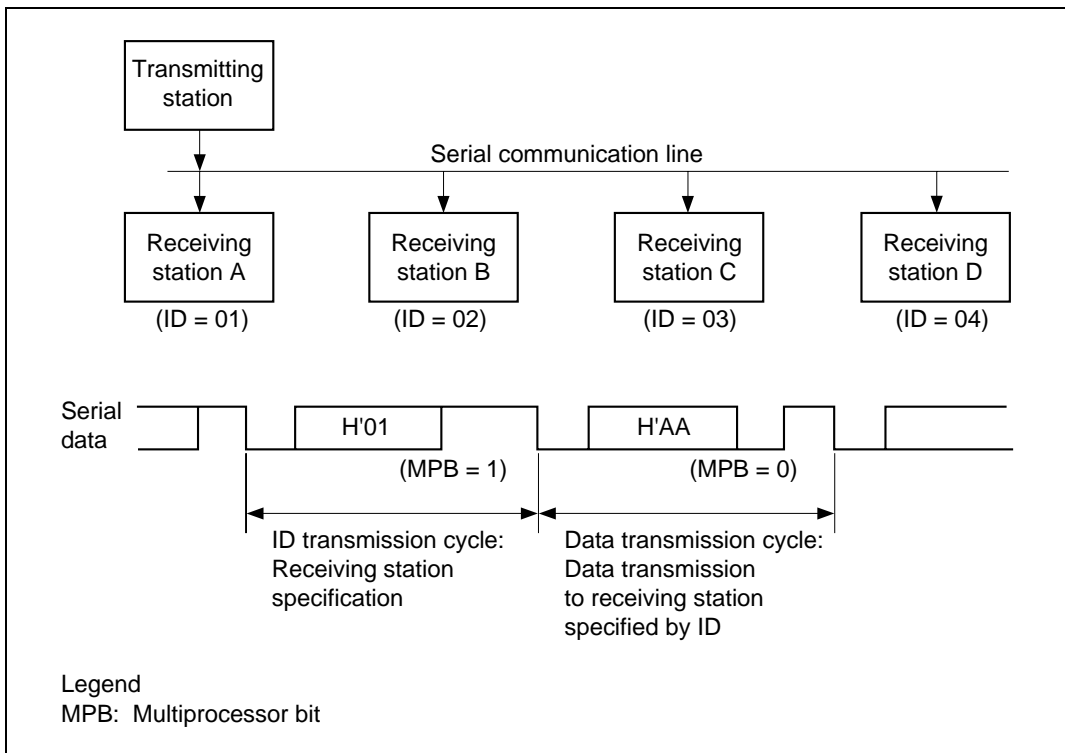 Transmitting
station
Serial communication line
Receiving
station A
Receiving
station B
Receiving
station C
Receiving
station D
(ID = 01)
(ID = 02)
(ID = 03)
(ID = 04)
Serial
data
H'01
H'AA
(MPB = 1)
(MPB = 0)
ID transmission cycle:
Receiving station
specification
Data transmission cycle:
Data transmission
to receiving station
specified by ID
Legend
MPB: Multiprocessor bit